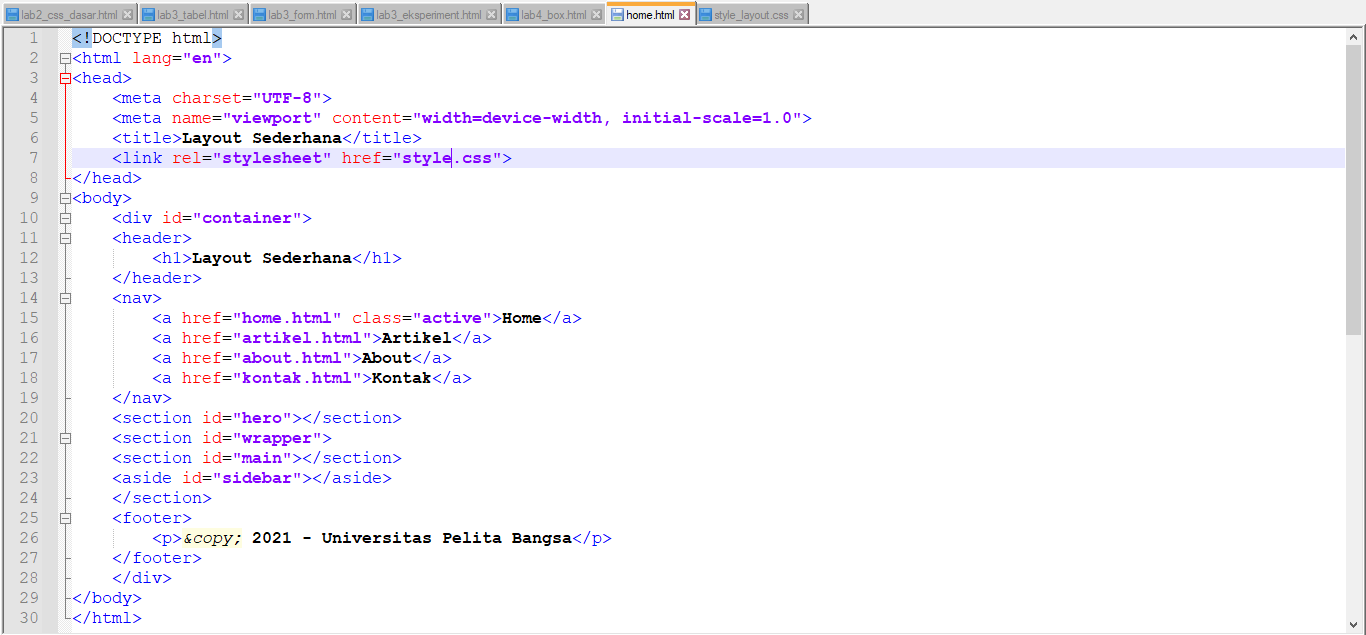 lab2_css_dasar.html lab3_tabel.html lab3_form.html lab3_eksperiment.html lab4_box.html home.html style_layout.css
1 <!DOCTYPE html>
2 <html lang="en">
3 <head>
4 <meta charset="UTF-8">
5 <meta name="viewport" content="width=device-width, initial-scale=1.0">
6 <title>Layout Sederhana</title>
7 <link rel="stylesheet" href="style.css">
8 </head>
9 <body>
10 <div id="container">
11 <header>
12 <h1>Layout Sederhana</h1>
13 </header>
14 <nav>
15 <a href="home.html" class="active">Home</a>
16 <a href="artikel.html">Artikel</a>
17 <a href="about.html">About</a>
18 <a href="kontak.html">Kontak</a>
19 </nav>
20 <section id="hero"></section>
21 <section id="wrapper">
22 <section id="main"></section>
23 <aside id="sidebar"></aside>
24 </section>
25 <footer>
26 <p>&copy; 2021 - Universitas Pelita Bangsa</p>
27 </footer>
28 </div>
29 </body>
30 </html>